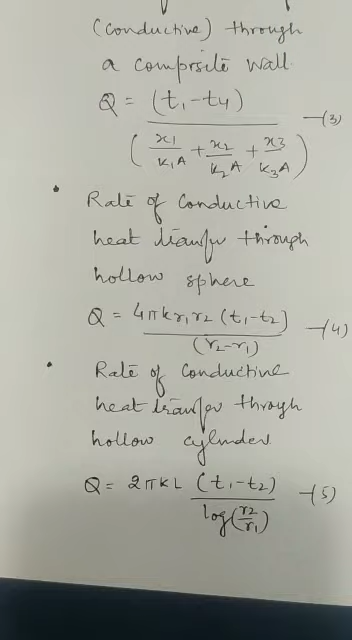 (conductive) through
a comprsite wall
Q = (t₁-t₄) / (x1/k₁A + x2/k₂A + x3/k₃A) —(3)
• Rate of Conductive
heat transfer through
hollow sphere
Q = 4πkr₁r₂ (t₁-t₂) / (r₂-r₁) —(4)
• Rate of Conductive
heat transfer through
hollow cylinder
Q = 2πKL (t₁-t₂) / log(r2/r₁) —(5)